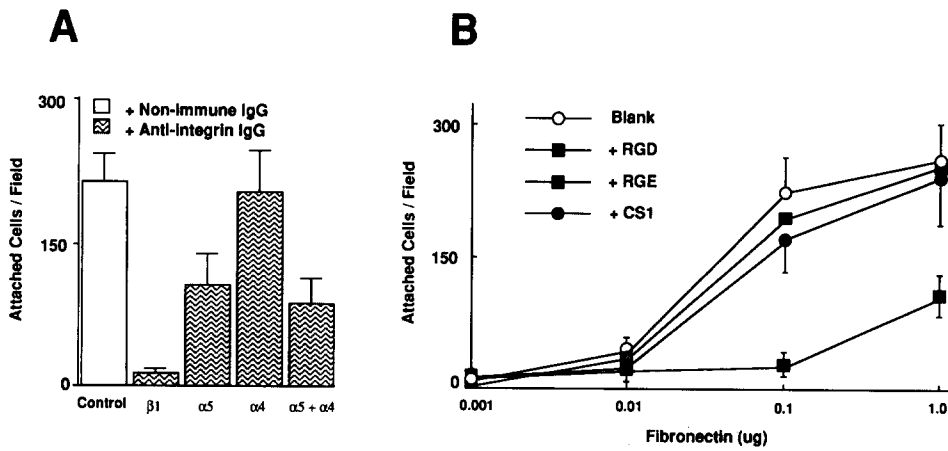 A
300
+ Non-immune IgG
+ Anti-integrin IgG
150
0
Attached Cells / Field
Control
β1
α5
α4
α5 + α4
B
300
Blank
+ RGD
+ RGE
+ CS1
150
0
Attached Cells / Field
0.001
0.01
0.1
1.0
Fibronectin (ug)